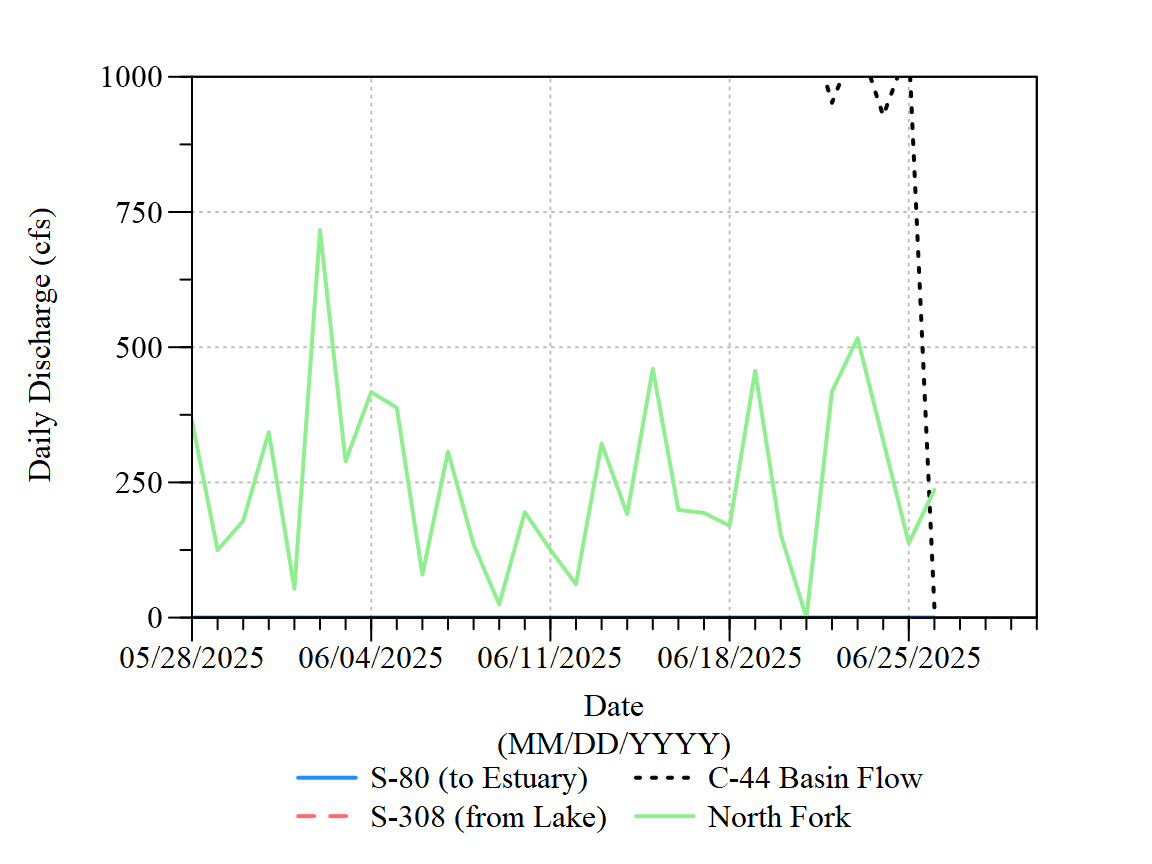 1000
750
500
250
0
Daily Discharge (cfs)
05/28/2025 06/04/2025 06/11/2025 06/18/2025 06/25/2025
Date
(MM/DD/YYYY)
S-80 (to Estuary) C-44 Basin Flow
S-308 (from Lake) North Fork